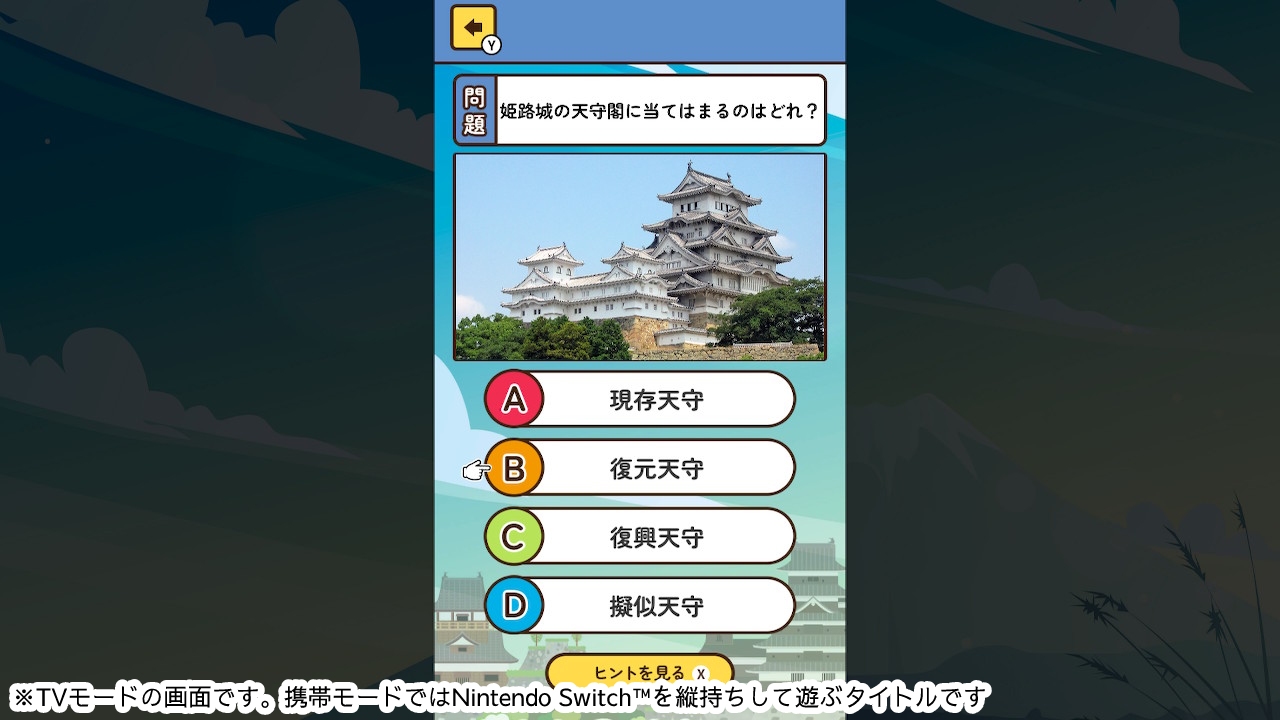 Y
問題
姫路城の天守閣に当てはまるのはどれ？
A 現存天守
B 復元天守
C 復興天守
D 擬似天守
ヒントを見る X
※TVモードの画面です。携帯モードではNintendo Switch™を縦持ちして遊ぶタイトルです